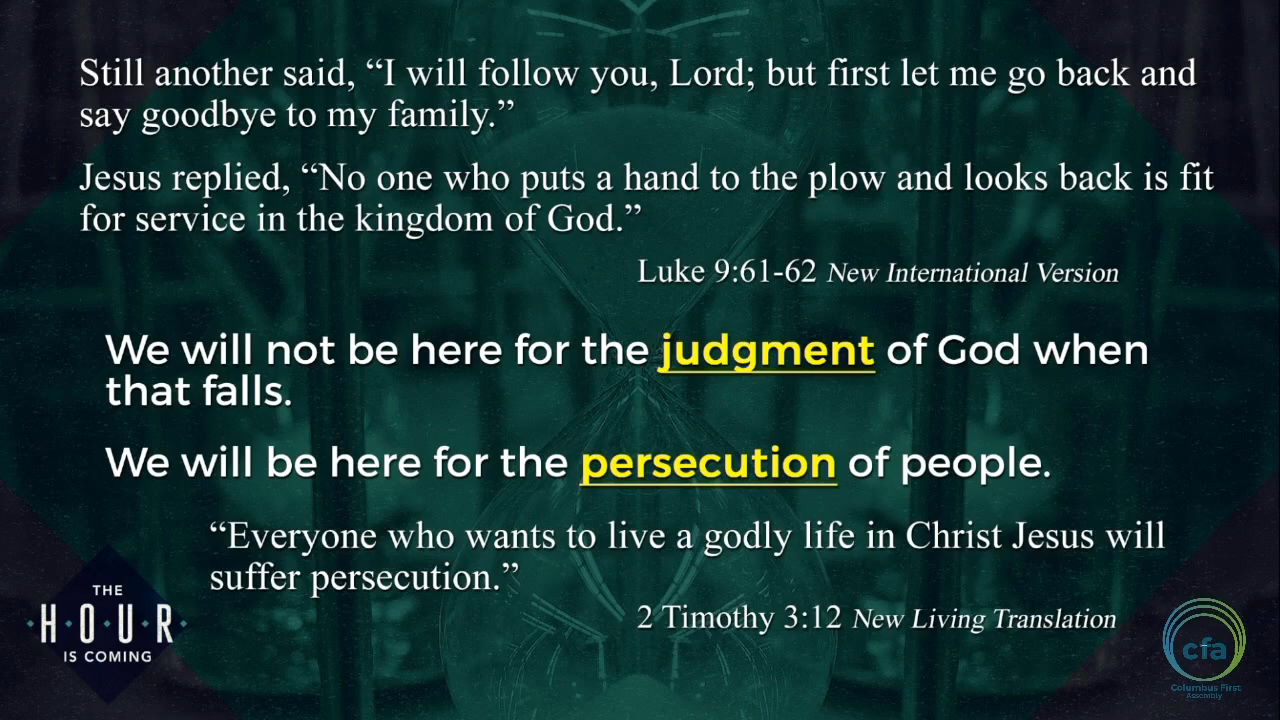 Still another said, “I will follow you, Lord; but first let me go back and
say goodbye to my family.”
Jesus replied, “No one who puts a hand to the plow and looks back is fit
for service in the kingdom of God.”
Luke 9:61-62 New International Version
We will not be here for the judgment of God when
that falls.
We will be here for the persecution of people.
“Everyone who wants to live a godly life in Christ Jesus will
suffer persecution.”
2 Timothy 3:12 New Living Translation
THE
H·O·U·R
IS COMING
cfa
Columbus First
Assembly